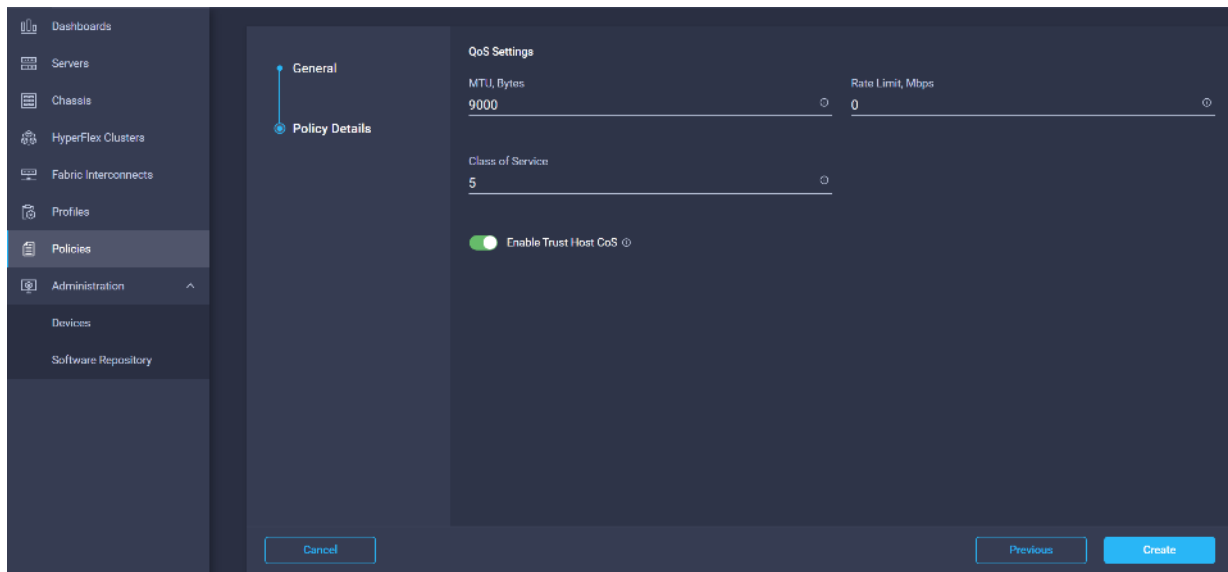 Dashboards
Servers
Chassis
HyperFlex Clusters
Fabric Interconnects
Profiles
Policies
Administration
Devices
Software Repository
General
Policy Details
QoS Settings
MTU, Bytes
9000
Rate Limit, Mbps
0
Class of Service
5
Enable Trust Host CoS
Cancel
Previous
Create